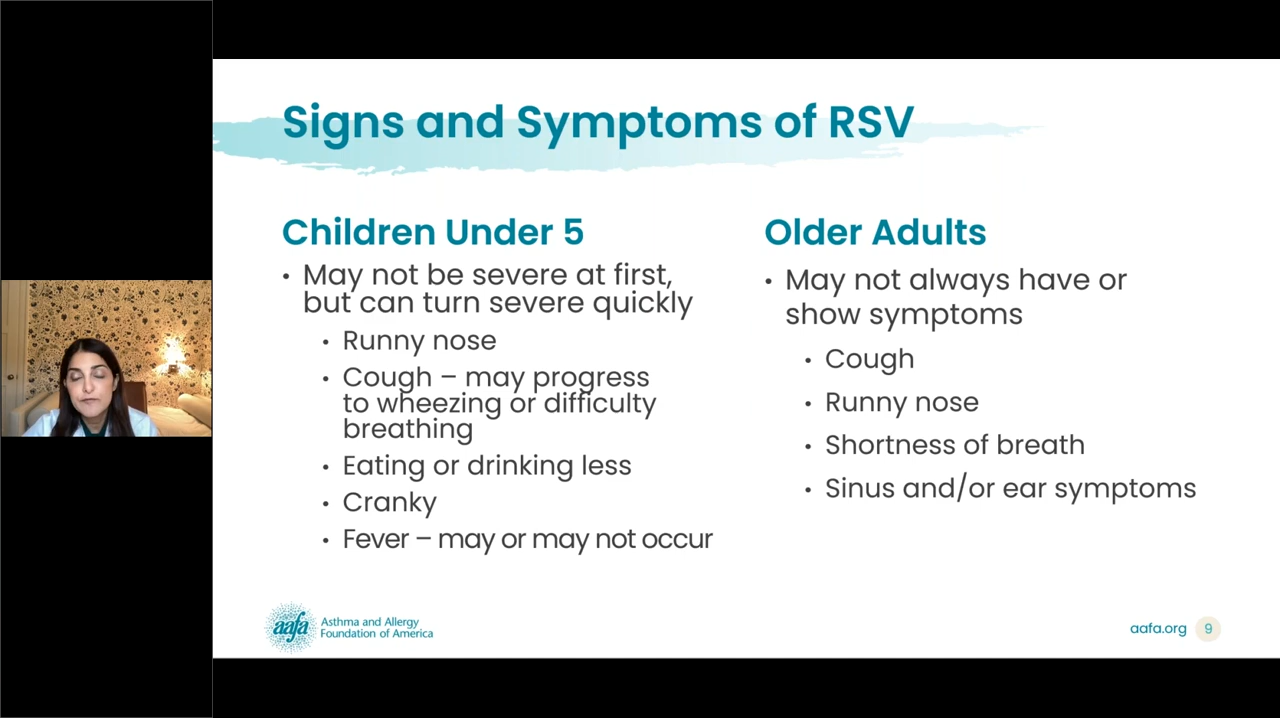 Signs and Symptoms of RSV
Children Under 5
• May not be severe at first,
but can turn severe quickly
• Runny nose
• Cough – may progress
to wheezing or difficulty
breathing
• Eating or drinking less
• Cranky
• Fever – may or may not occur
Older Adults
• May not always have or
show symptoms
• Cough
• Runny nose
• Shortness of breath
• Sinus and/or ear symptoms
aafa
Asthma and Allergy
Foundation of America
aafa.org 9